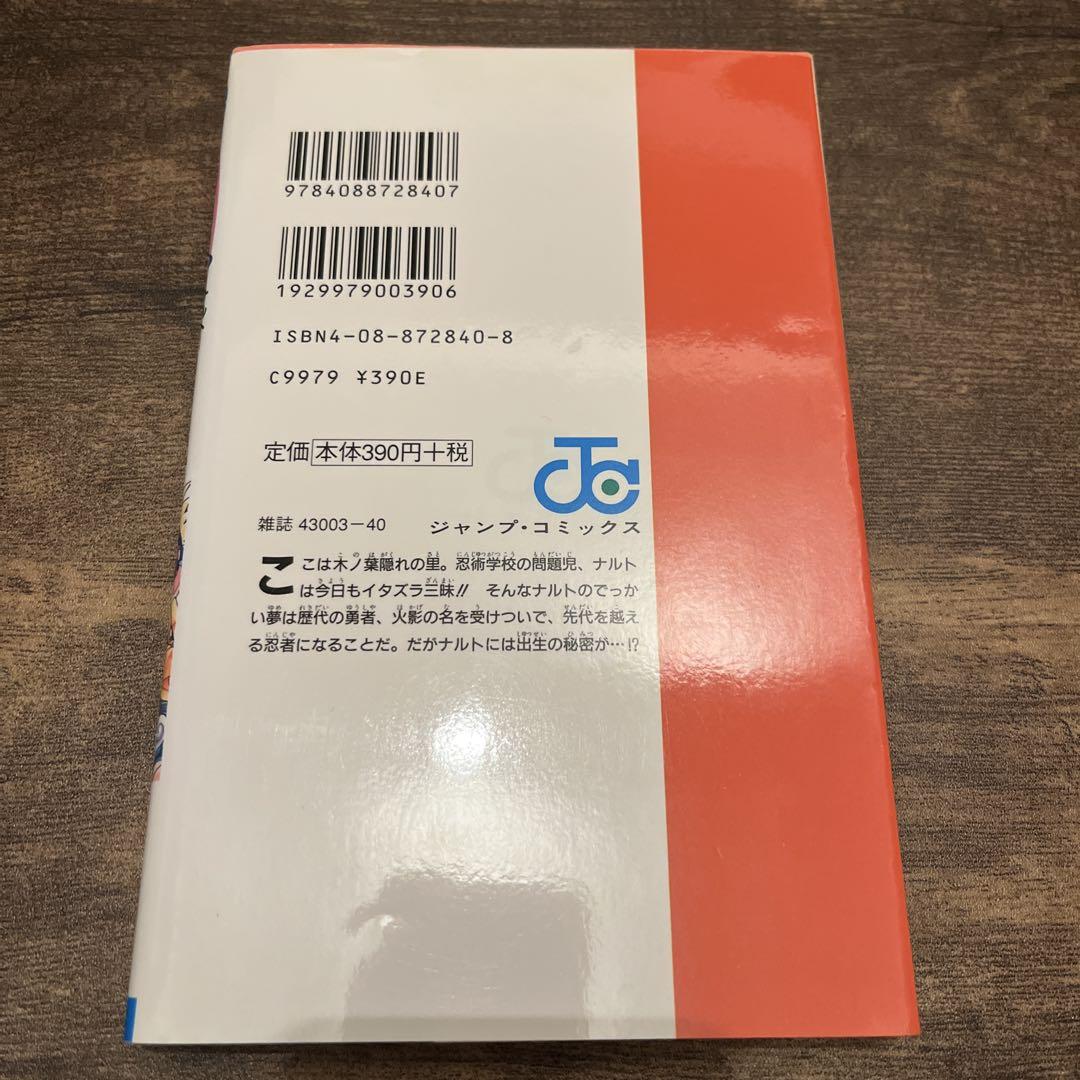 9784088728407
1929979003906
ISBN4-08-872840-8
C9979 ¥390E
定価 本体390円+税
雑誌 43003-40
ジャンプ・コミックス
ここは木ノ葉隠れの里。忍術学校の問題児、ナルト
は今日もイタズラ三昧!! そんなナルトのでっか
い夢は歴代の勇者、火影の名を受けついで、先代を越え
る忍者になることだ。だがナルトには出生の秘密が…!?